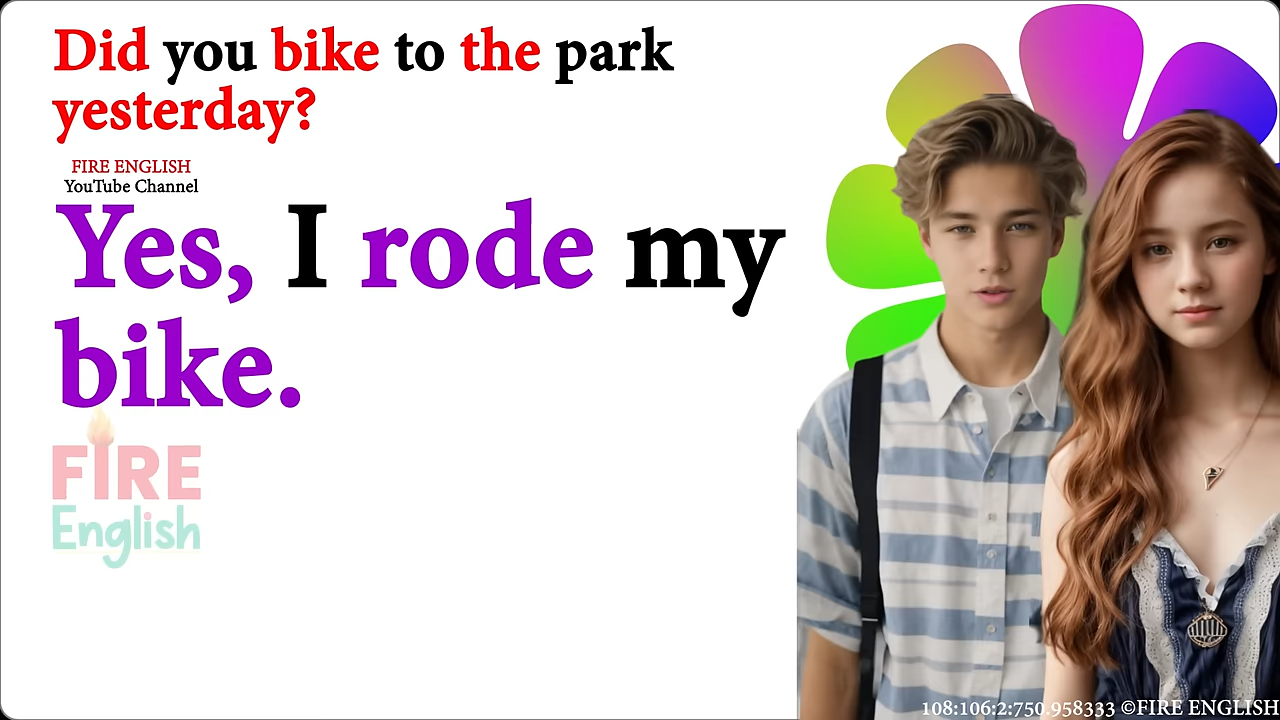 Did you bike to the park
yesterday?
FIRE ENGLISH
YouTube Channel
Yes, I rode my
bike.
FIRE
English
108:106:2:750.958333 ©FIRE ENGLISH